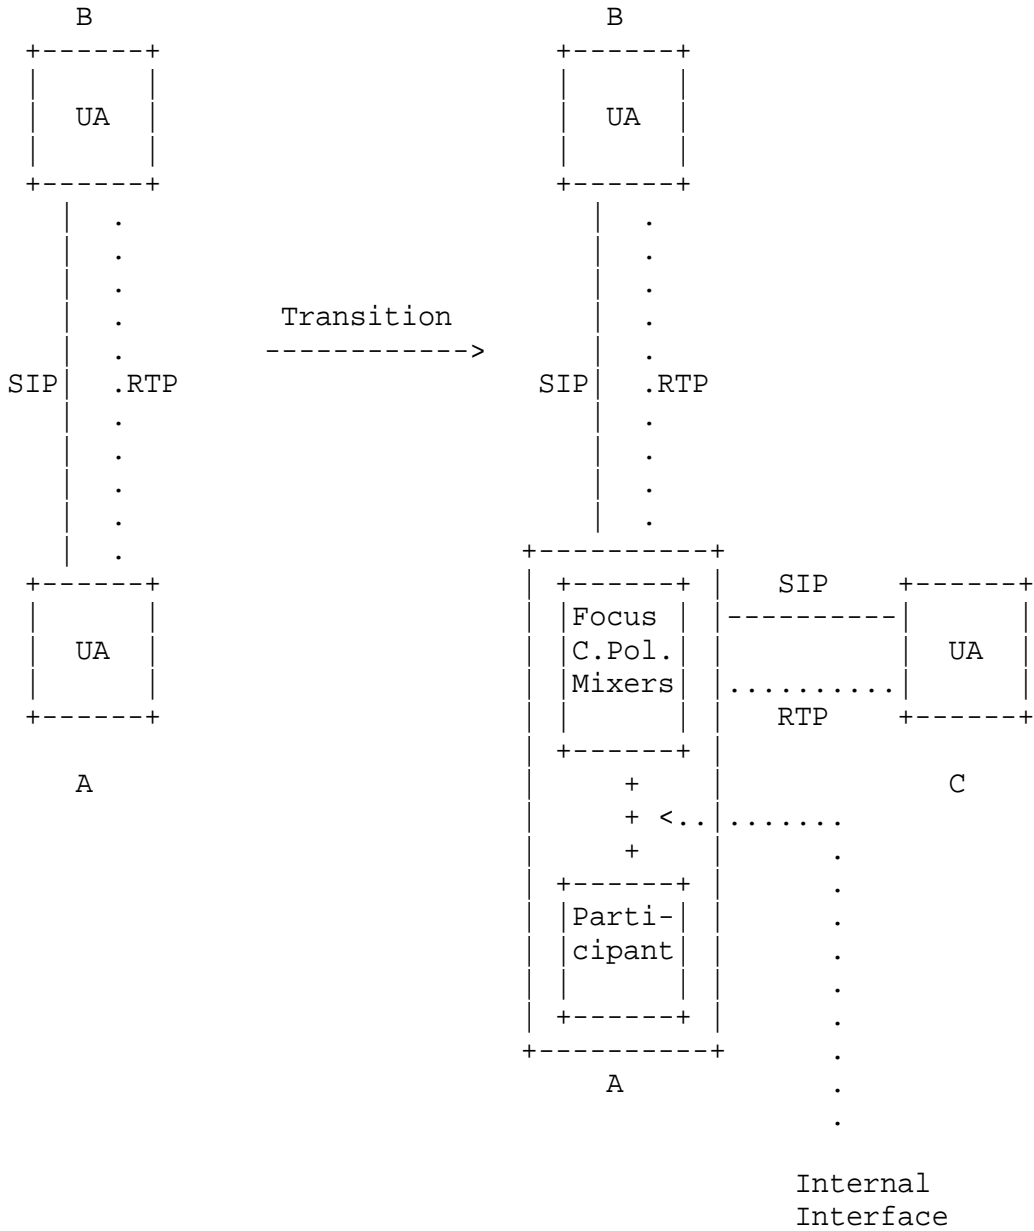 B B
UA UA
Transition
SIP .RTP SIP .RTP
SIP
Focus
UA C.Pol. UA
Mixers
RTP
A C
Parti-
cipant
A
Internal
Interface